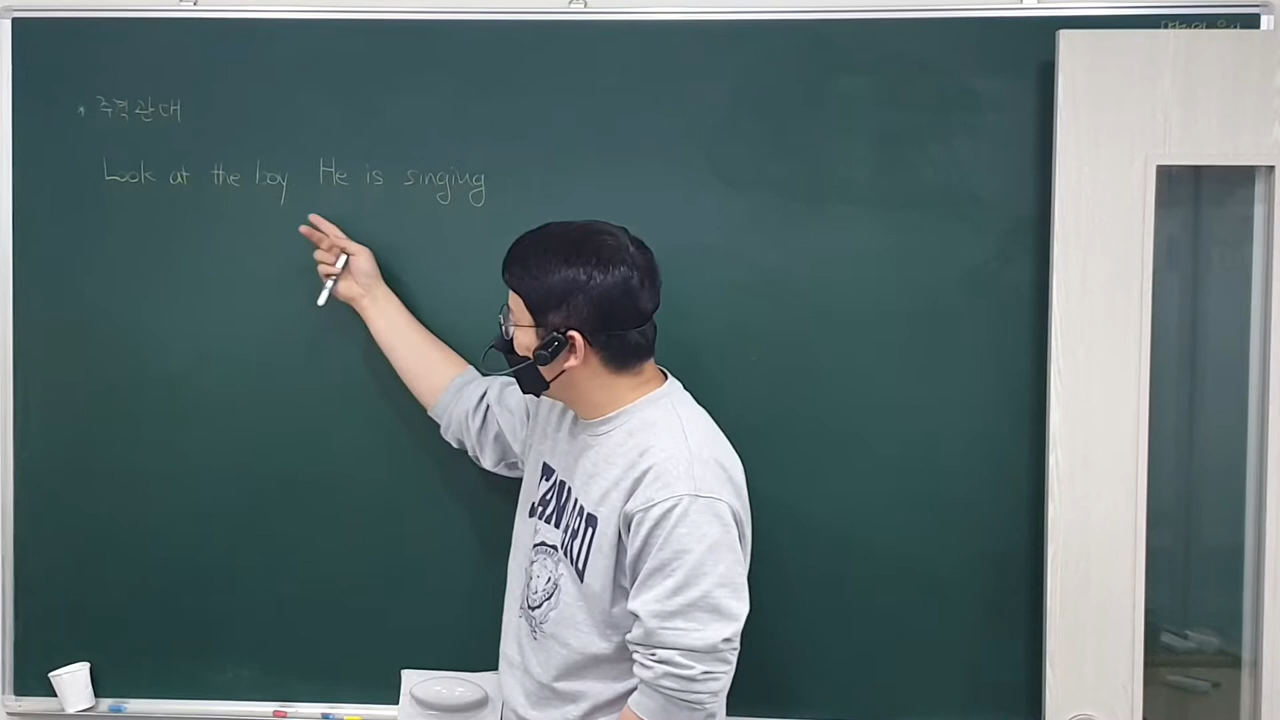 * 주격관대
Look at the boy He is singing